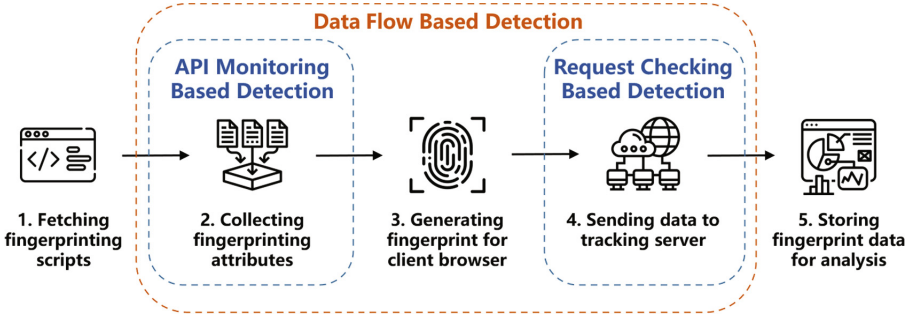 Data Flow Based Detection
API Monitoring
Based Detection
Request Checking
Based Detection
1. Fetching
fingerprinting
scripts
2. Collecting
fingerprinting
attributes
3. Generating
fingerprint for
client browser
4. Sending data to
tracking server
5. Storing
fingerprint data
for analysis